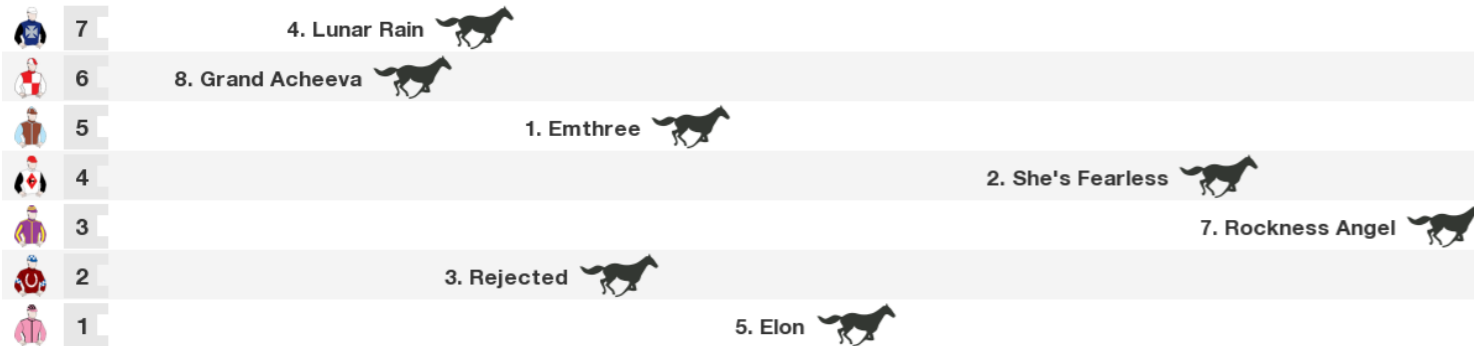 7 4. Lunar Rain
6 8. Grand Acheeva
5 1. Emthree
4 2. She's Fearless
3 7. Rockness Angel
2 3. Rejected
1 5. Elon